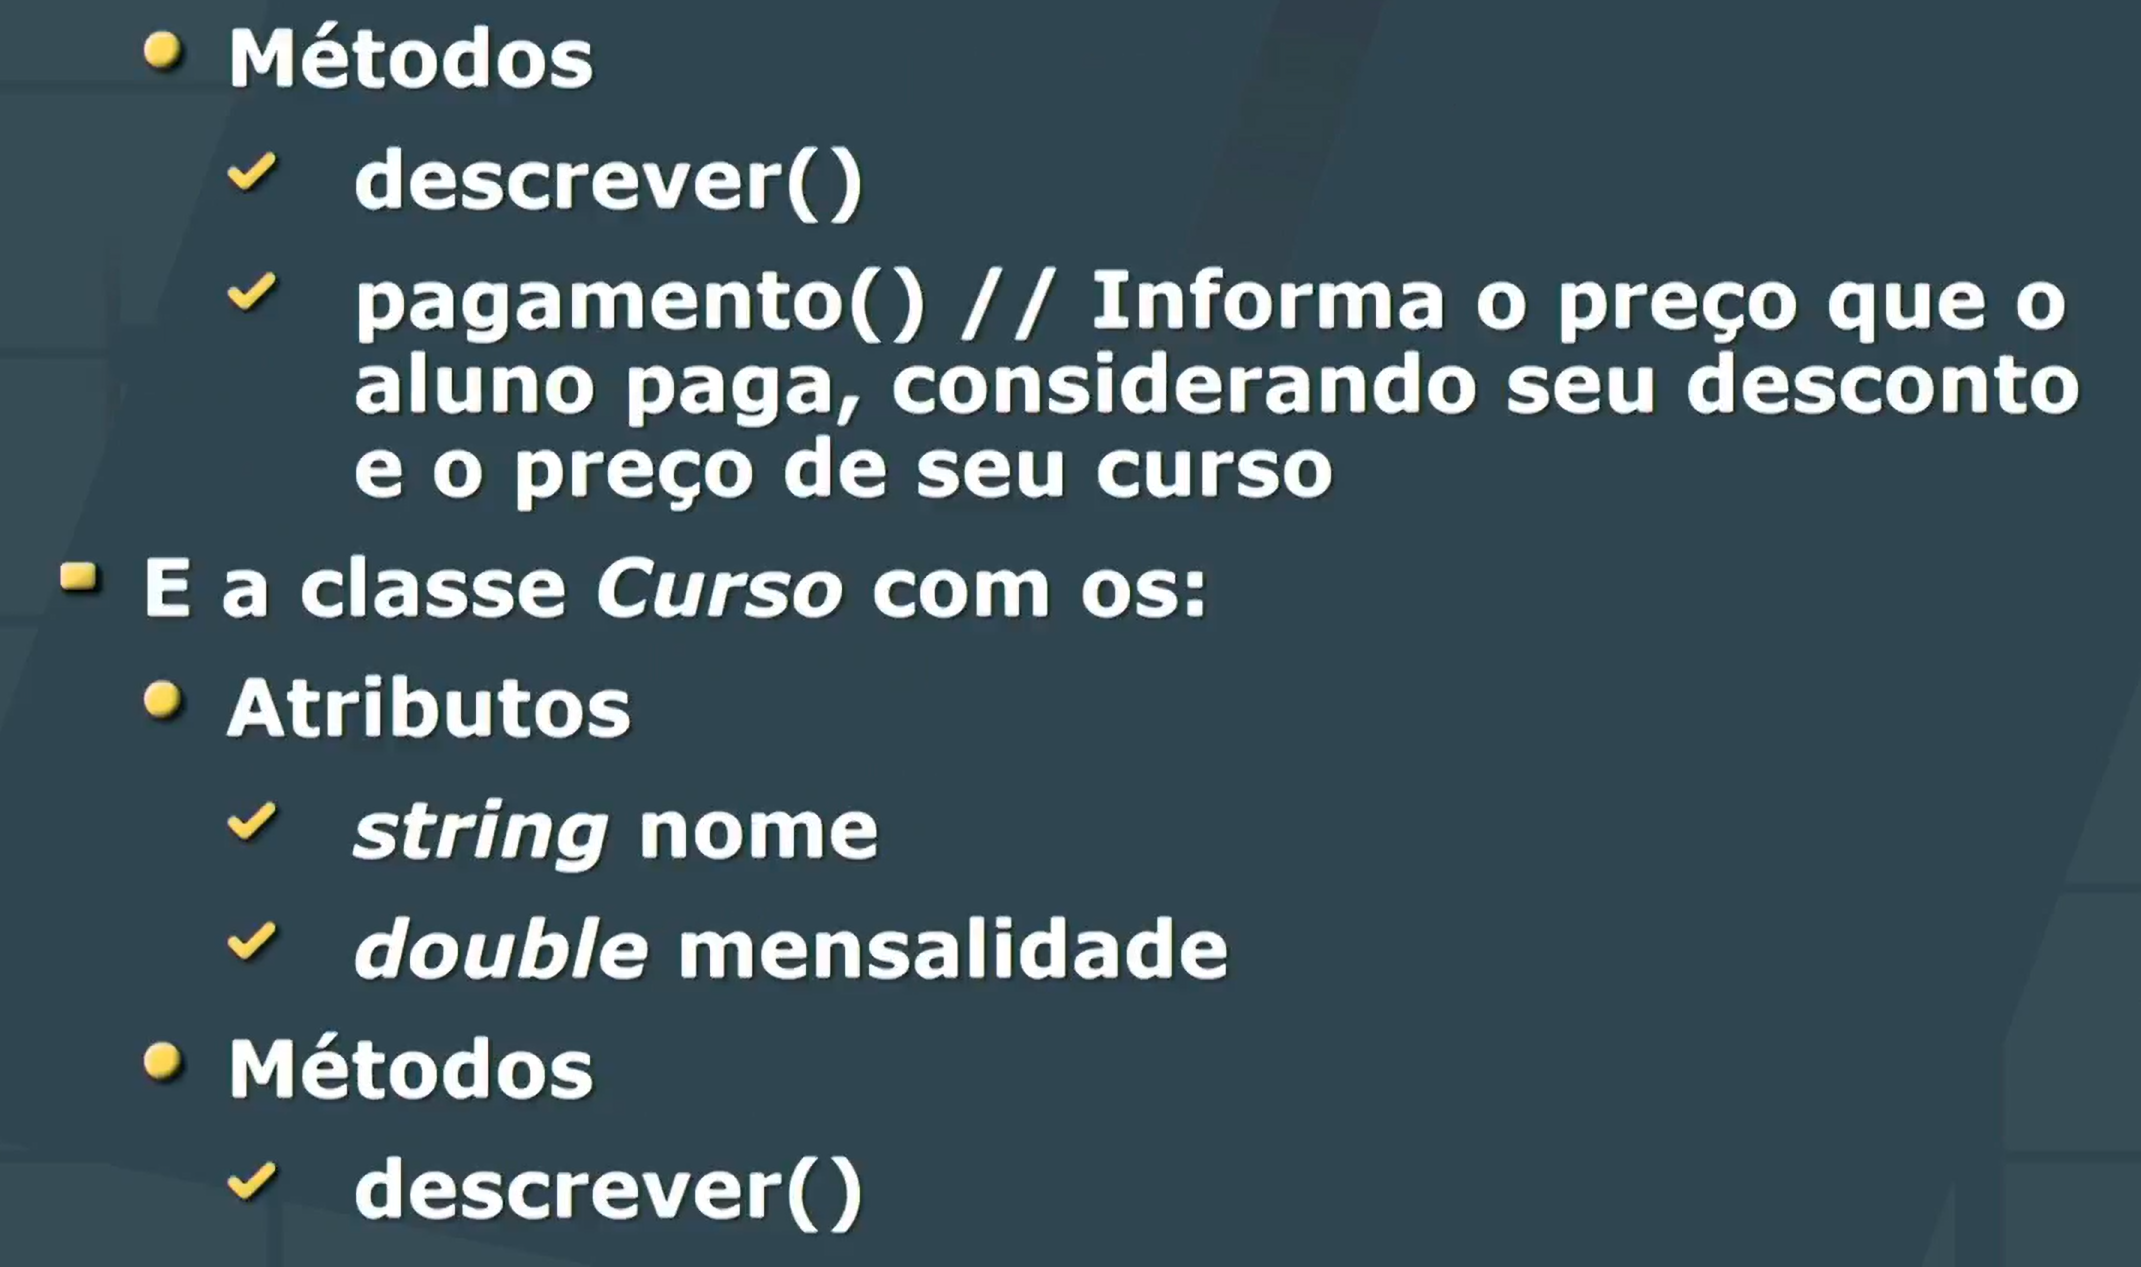 Métodos
descrever()
pagamento() // Informa o preço que o
aluno paga, considerando seu desconto
e o preço de seu curso
E a classe Curso com os:
Atributos
string nome
double mensalidade
Métodos
descrever()